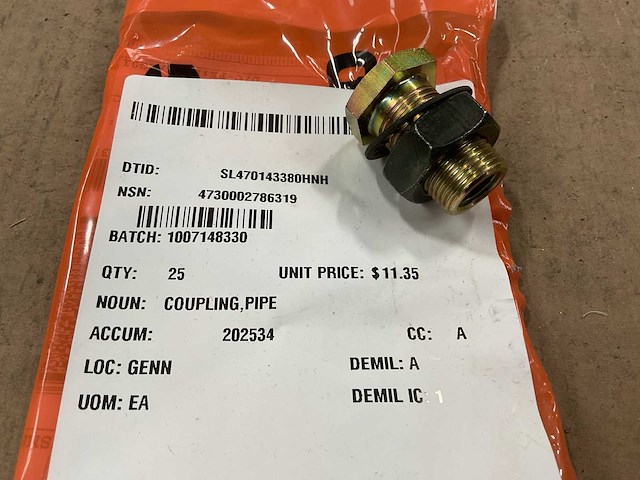 DTID: SL470143380HNH
NSN: 4730002786319
BATCH: 1007148330
QTY: 25 UNIT PRICE: $11.35
NOUN: COUPLING,PIPE
ACCUM: 202534 CC: A
LOC: GENN DEMIL: A
UOM: EA DEMIL IC: 1